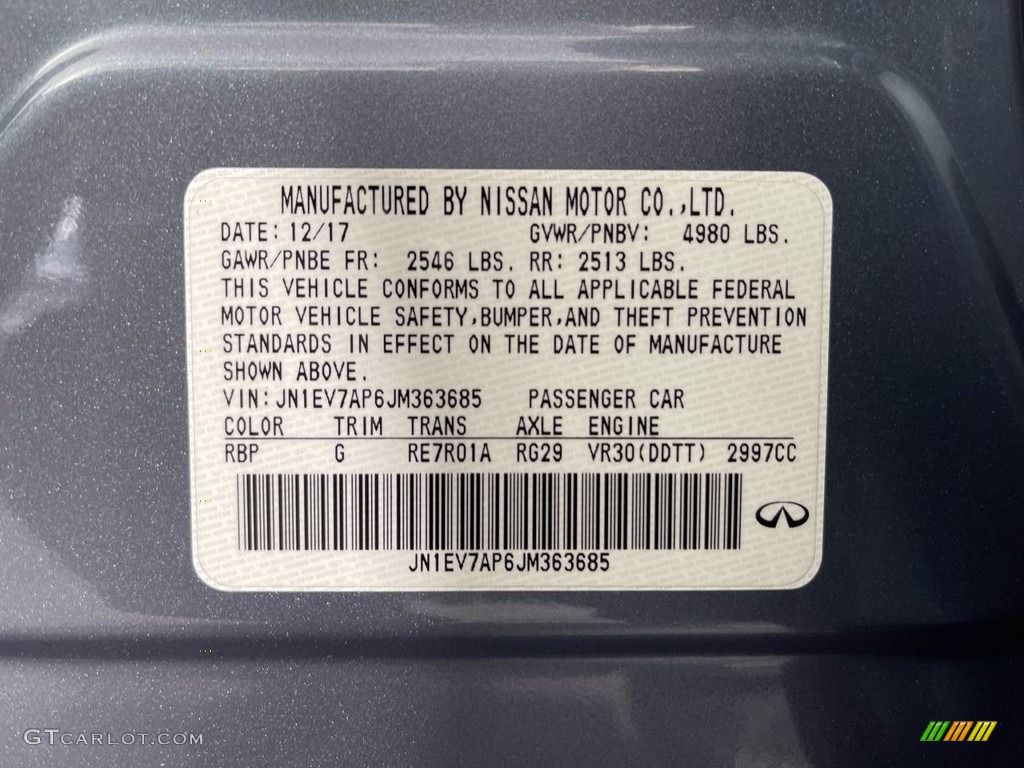 MANUFACTURED BY NISSAN MOTOR CO.,LTD.
DATE: 12/17 GVWR/PNBV: 4980 LBS.
GAWR/PNBE FR: 2546 LBS. RR: 2513 LBS.
THIS VEHICLE CONFORMS TO ALL APPLICABLE FEDERAL
MOTOR VEHICLE SAFETY,BUMPER,AND THEFT PREVENTION
STANDARDS IN EFFECT ON THE DATE OF MANUFACTURE
SHOWN ABOVE.
VIN:JN1EV7AP6JM363685 PASSENGER CAR
COLOR TRIM TRANS AXLE ENGINE
RBP G RE7R01A RG29 VR30(DDTT) 2997CC
JN1EV7AP6JM363685
GTCARLOT.COM